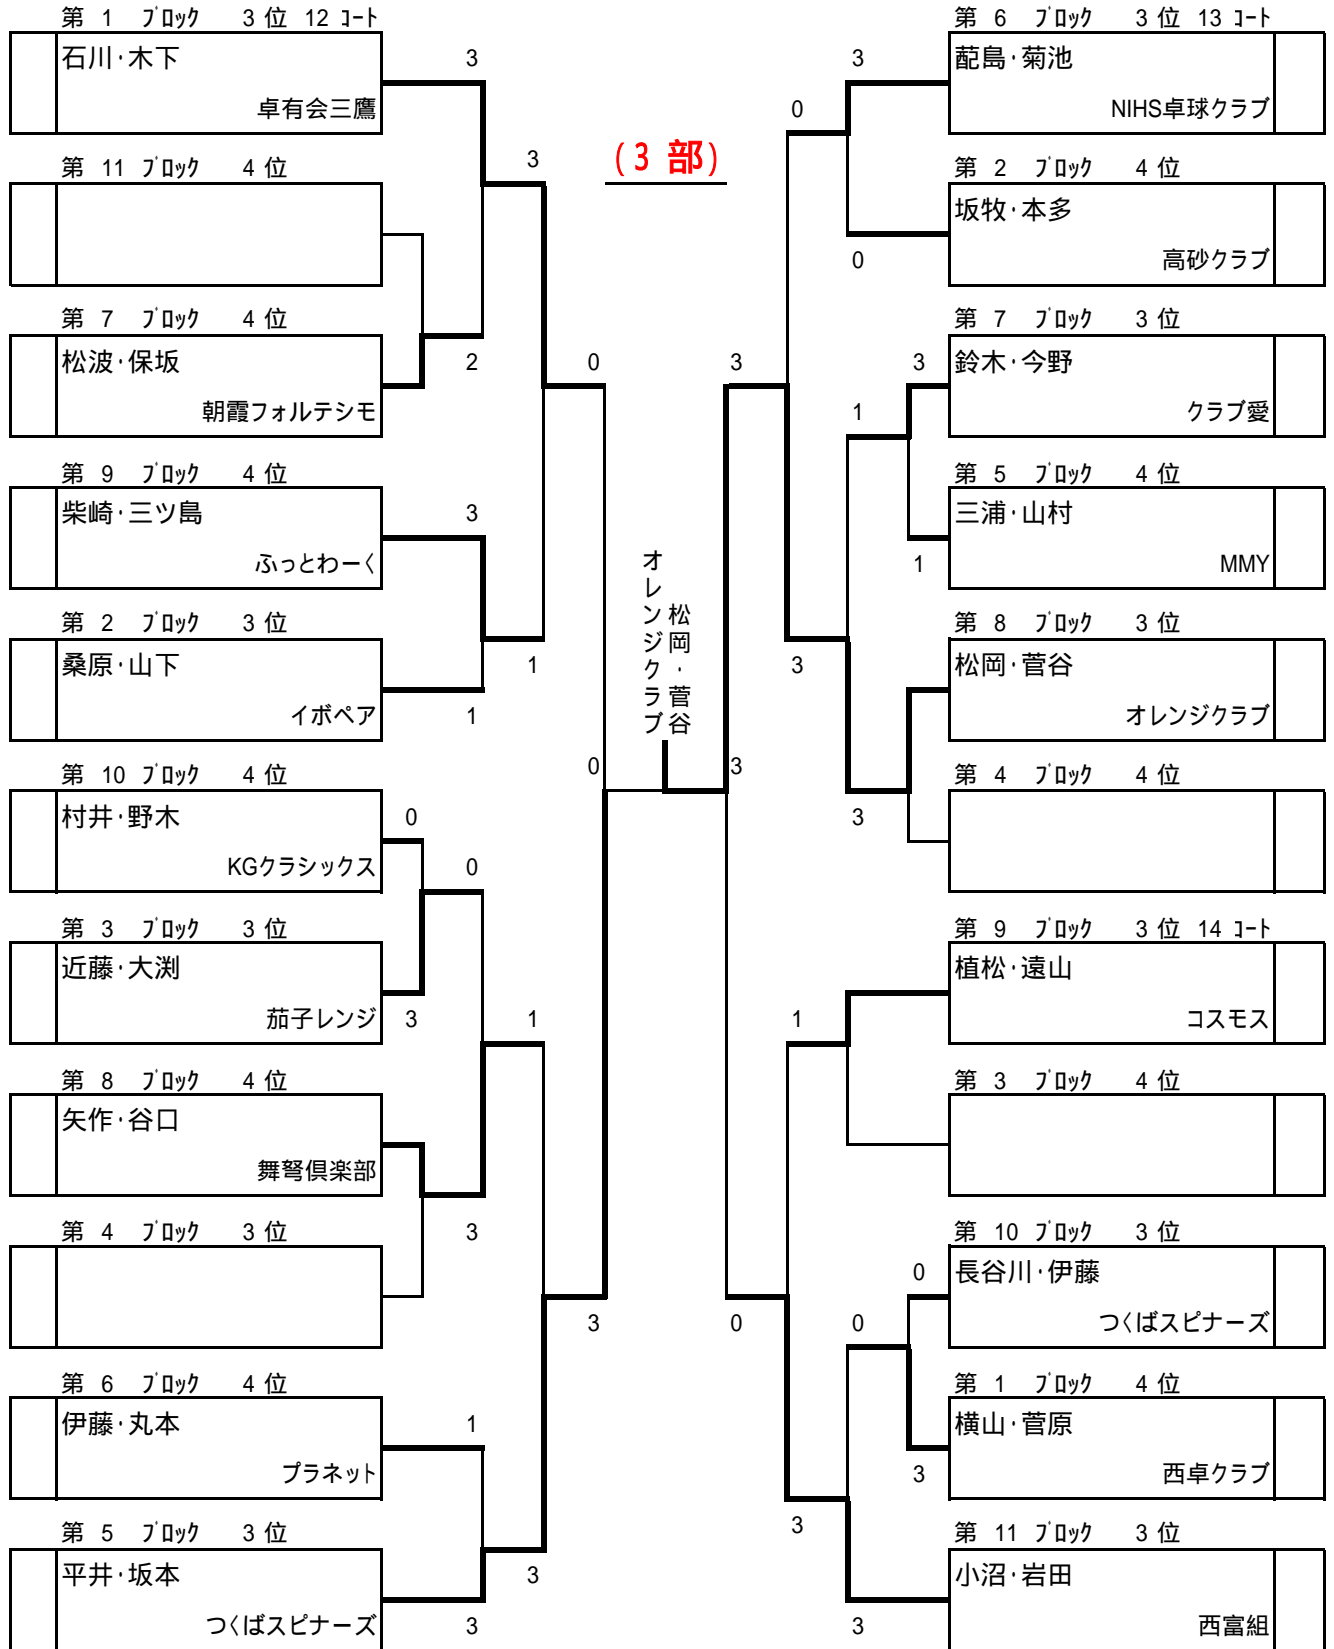 第 1 ブロック 3 位 12 コート
石川・木下
卓有会三鷹
3
第 11 ブロック 4 位
第 7 ブロック 4 位
松波・保坂
朝霞フォルテシモ
2
3
第 9 ブロック 4 位
柴崎・三ツ島
ふっとわーく
3
第 2 ブロック 3 位
桑原・山下
イボペア
1
1
0
第 10 ブロック 4 位
村井・野木
KGクラシックス
0
0
第 3 ブロック 3 位
近藤・大渕
茄子レンジ
3
1
第 8 ブロック 4 位
矢作・谷口
舞弩倶楽部
第 4 ブロック 3 位
3
3
第 6 ブロック 4 位
伊藤・丸本
プラネット
1
第 5 ブロック 3 位
平井・坂本
つくばスピナーズ
3
3
(3 部)
オレンジクラブ
松岡・菅谷
0
3
第 6 ブロック 3 位 13 コート
配島・菊池
NIHS卓球クラブ
3
0
第 2 ブロック 4 位
坂牧・本多
高砂クラブ
0
第 7 ブロック 3 位
鈴木・今野
クラブ愛
3
1
3
第 5 ブロック 4 位
三浦・山村
MMY
1
第 8 ブロック 3 位
松岡・菅谷
オレンジクラブ
3
第 4 ブロック 4 位
3
第 9 ブロック 3 位 14 コート
植松・遠山
コスモス
1
第 3 ブロック 4 位
第 10 ブロック 3 位
長谷川・伊藤
つくばスピナーズ
0
0
0
第 1 ブロック 4 位
横山・菅原
西卓クラブ
3
3
第 11 ブロック 3 位
小沼・岩田
西富組
3